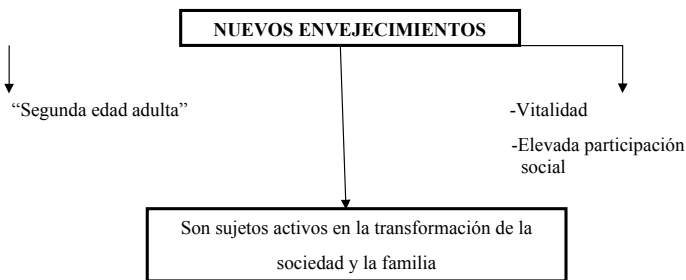 NUEVOS ENVEJECIMIENTOS
“Segunda edad adulta”
-Vitalidad
-Elevada participación
social
Son sujetos activos en la transformación de la
sociedad y la familia